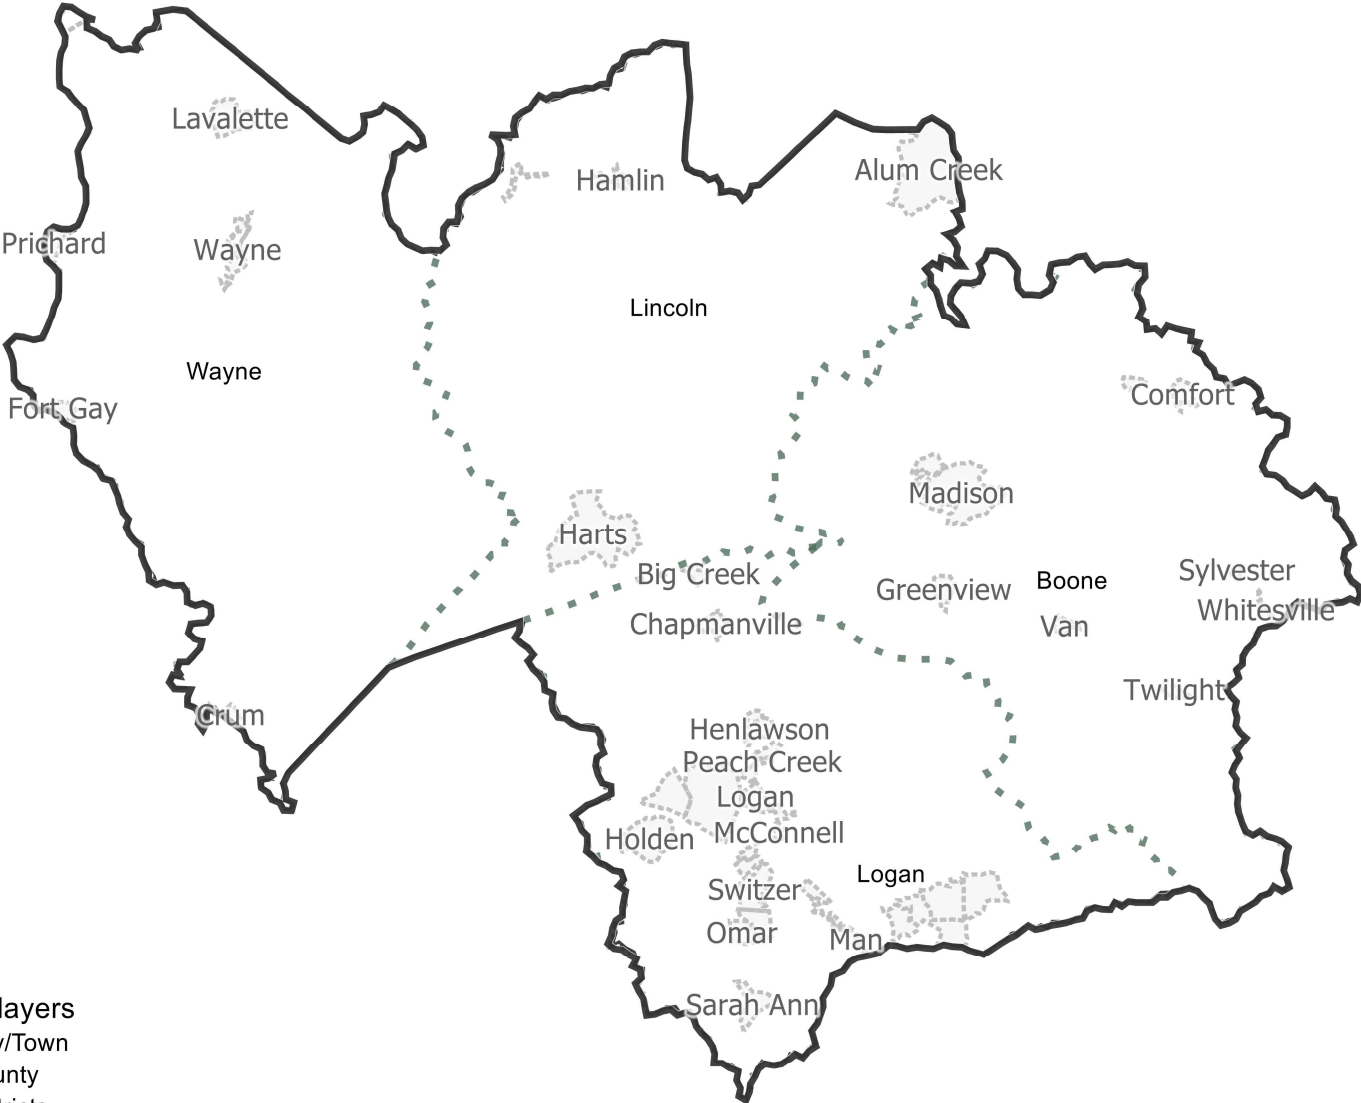 Lavalette
Hamlin
Alum Creek
Prichard
Wayne
Lincoln
Wayne
Fort Gay
Comfort
Madison
Harts
Big Creek
Greenview
Boone
Sylvester
Whitesville
Chapmanville
Van
Twilight
Crum
Henlawson
Peach Creek
Logan
Holden
McConnell
Logan
Switzer
Omar
Man
Sarah Ann
layers
y/Town
unty